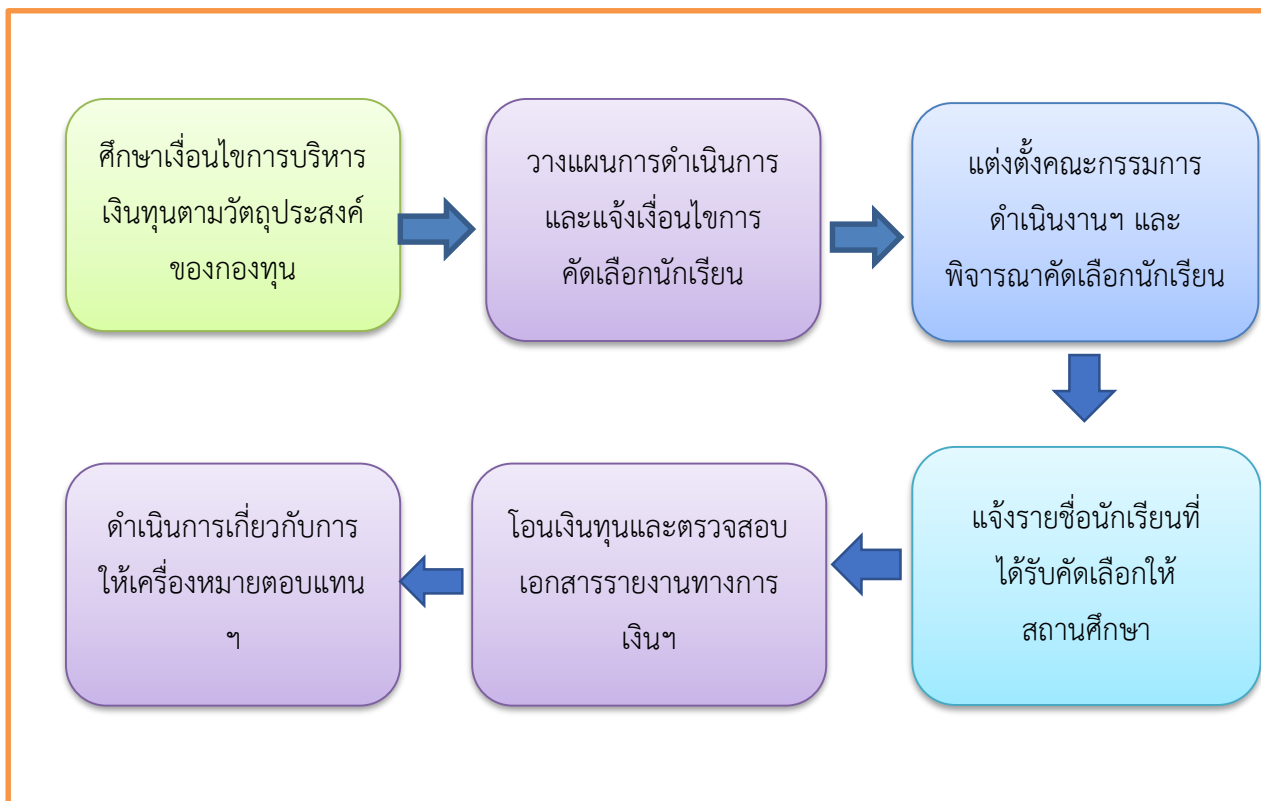 ศึกษาเงื่อนไขการบริหาร
เงินทุนตามวัตถุประสงค์
ของกองทุน
วางแผนการดำเนินการ
และแจ้งเงื่อนไขการ
คัดเลือกนักเรียน
แต่งตั้งคณะกรรมการ
ดำเนินงานฯ และ
พิจารณาคัดเลือกนักเรียน
แจ้งรายชื่อนักเรียนที่
ได้รับคัดเลือกให้
สถานศึกษา
โอนเงินทุนและตรวจสอบ
เอกสารรายงานทางการ
เงินฯ
ดำเนินการเกี่ยวกับการ
ให้เครื่องหมายตอบแทน
ฯ